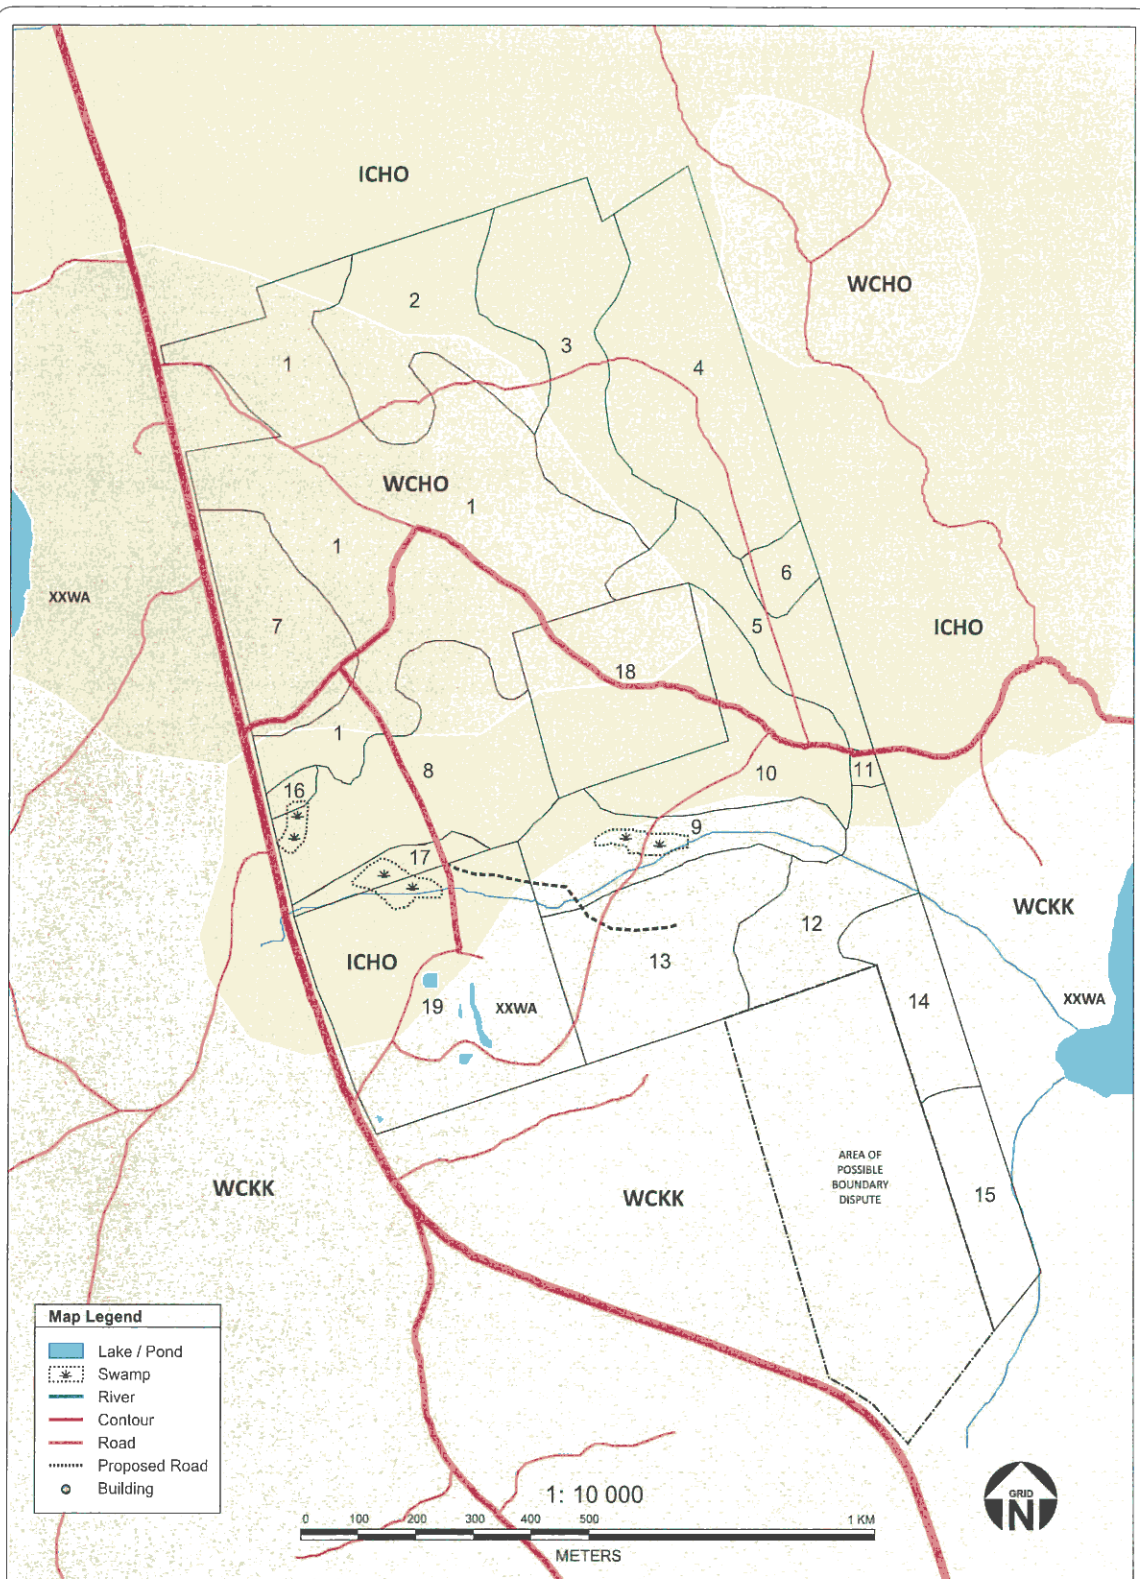 ICHO
2
WCHO
1
3
4
WCHO
1
1
6
XXWA
7
5
ICHO
18
1
8
10
11
16
9
17
WCKK
12
ICHO
13
19
XXWA
14
XXWA
AREA OF
POSSIBLE
BOUNDARY
DISPUTE
WCKK
WCKK
15
Map Legend
Lake / Pond
Swamp
River
Contour
Road
Proposed Road
Building
1: 10 000
GRID
N
0 100 200 300 400 500 1 KM
METERS